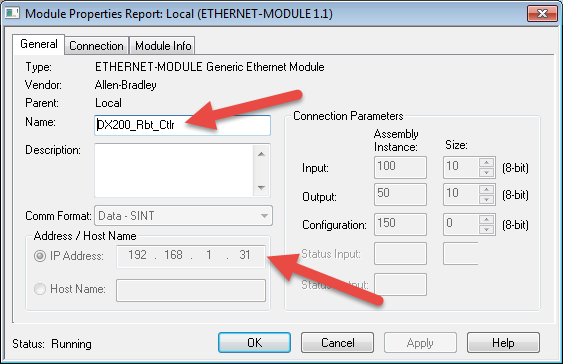 Module Properties Report: Local (ETHERNET-MODULE 1.1)
General Connection Module Info
Type: ETHERNET-MODULE Generic Ethernet Module
Vendor: Allen-Bradley
Parent: Local
Name: DX200_Rbt_Ctlr
Description:
Comm Format: Data - SINT
Address / Host Name
IP Address: 192 . 168 . 1 . 31
Host Name:
Connection Parameters
Assembly
Instance: Size:
Input: 100 10 (8-bit)
Output: 50 10 (8-bit)
Configuration: 150 0 (8-bit)
Status Input:
Status
Status: Running
OK Cancel Apply Help